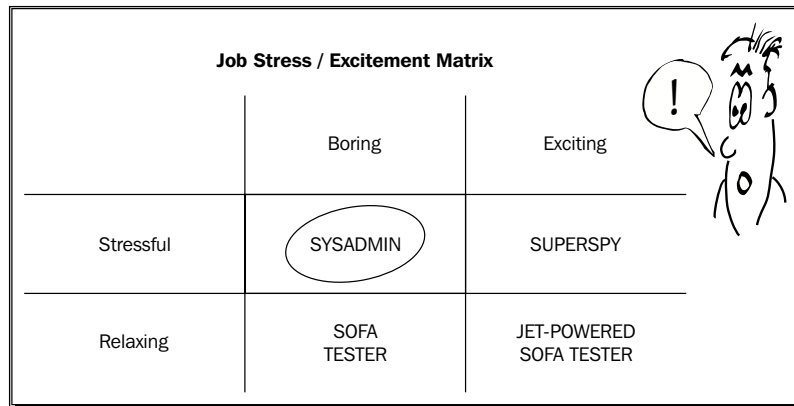 Job Stress / Excitement Matrix
!
Boring
Exciting
Stressful
SYSADMIN
SUPERSPY
Relaxing
SOFA
TESTER
JET-POWERED
SOFA TESTER